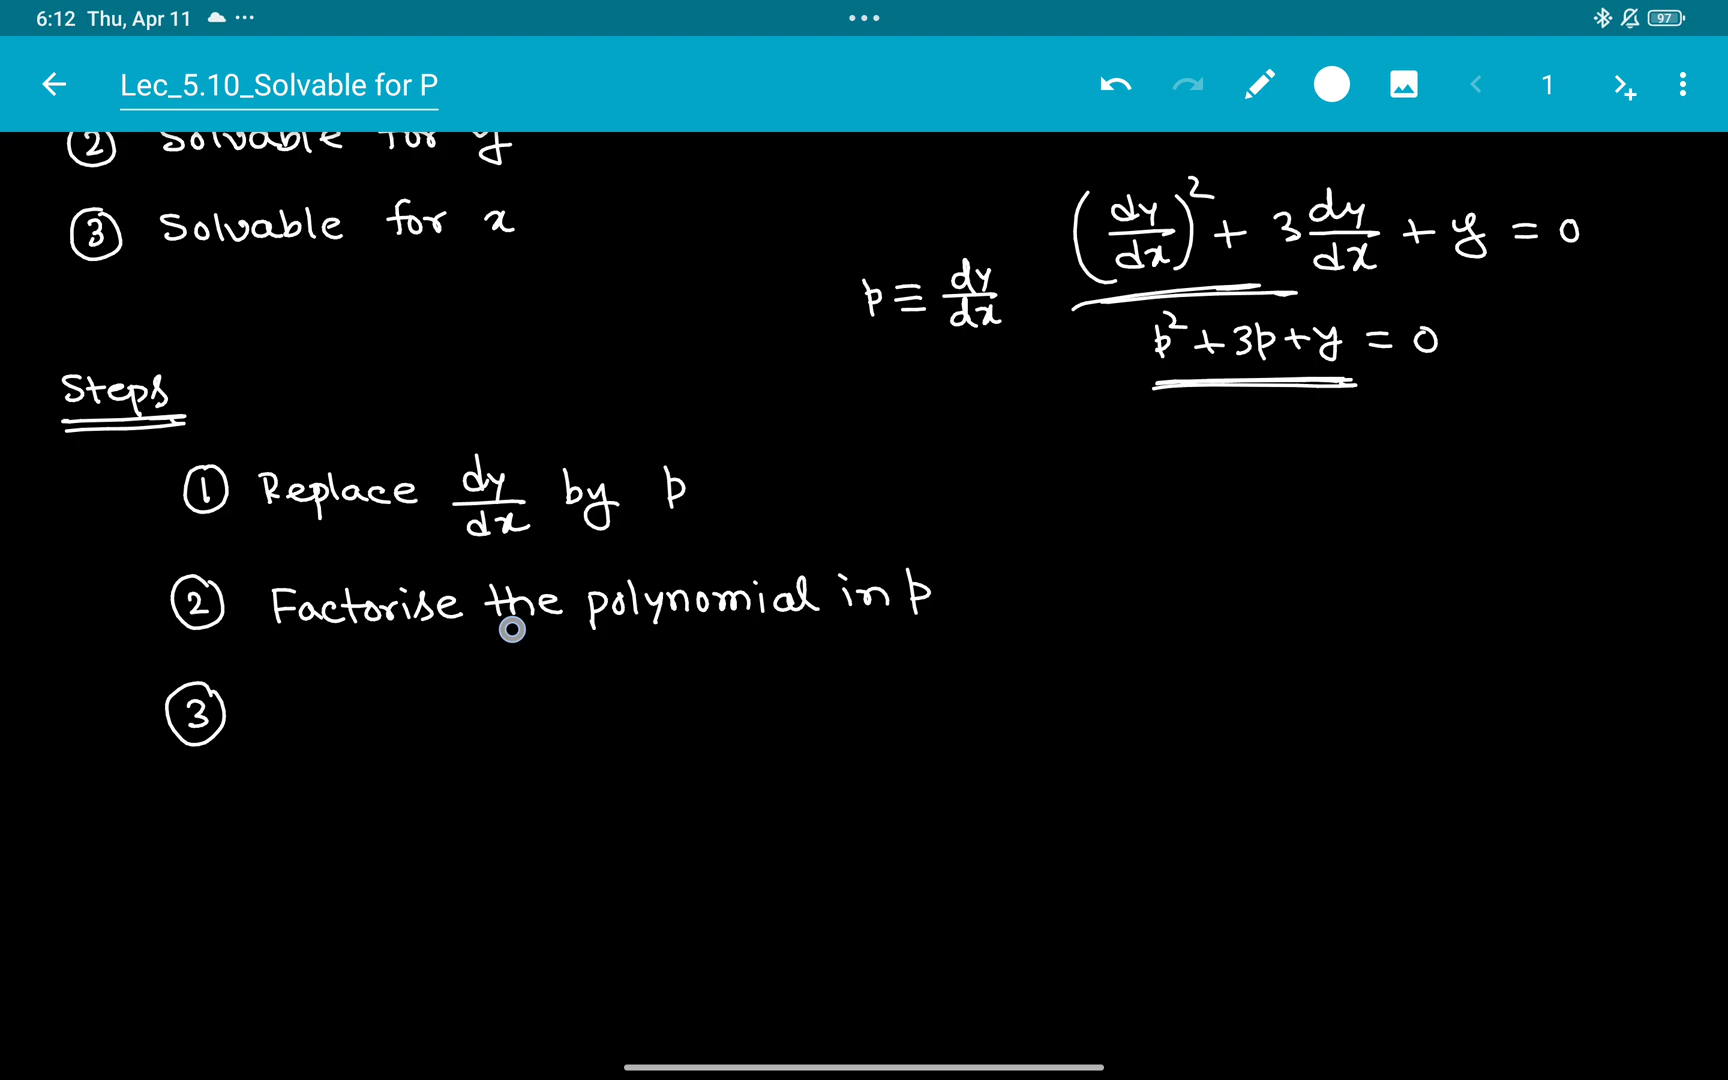 6:12 Thu, Apr 11 ...
97
Lec_5.10_Solvable for P
1
② Solvable for y
③ Solvable for x
(dy/dx)² + 3 dy/dx + y = 0
p ≡ dy/dx
p² + 3p + y = 0
Steps
① Replace dy/dx by p
② Factorise the polynomial in p
③